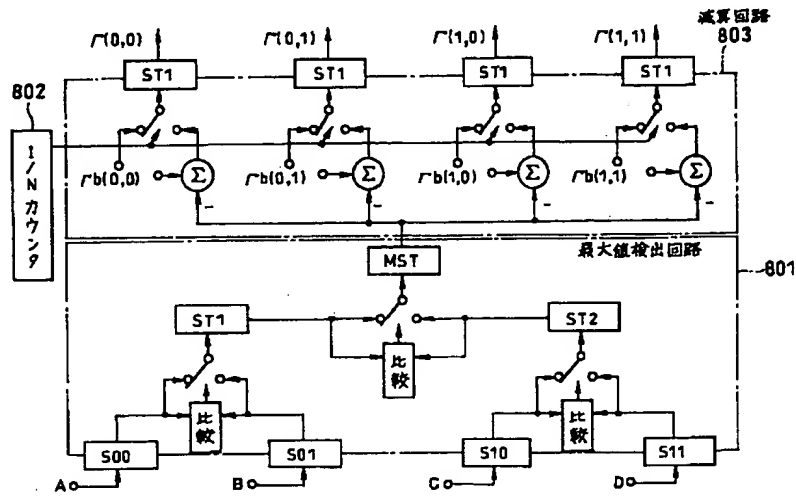 減算回路
803
Γ(0,0) Γ(0,1) Γ(1,0) Γ(1,1)
ST1 ST1 ST1 ST1
802
1/Nカウンタ
Γb(0,0) Γb(0,1) Γb(1,0) Γb(1,1)
Σ Σ Σ Σ
- - - -
最大値検出回路
801
MST
ST1 ST2
比較
比較 比較
S00 S01 S10 S11
A B C D